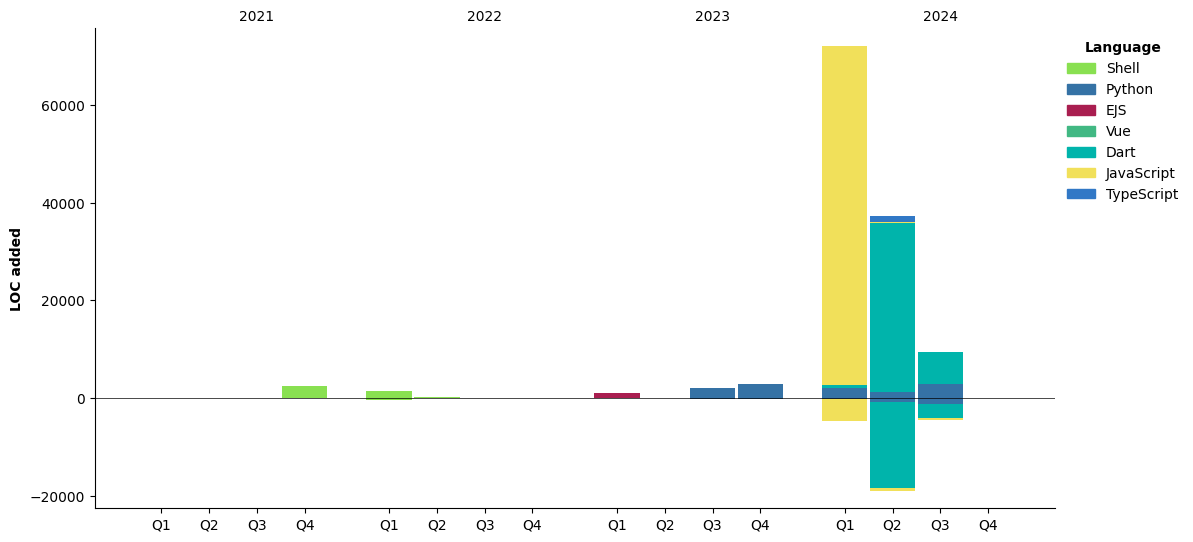 2021 2022 2023 2024
Language
Shell
Python
EJS
Vue
Dart
JavaScript
TypeScript
LOC added
60000
40000
20000
0
−20000
Q1 Q2 Q3 Q4 Q1 Q2 Q3 Q4 Q1 Q2 Q3 Q4 Q1 Q2 Q3 Q4